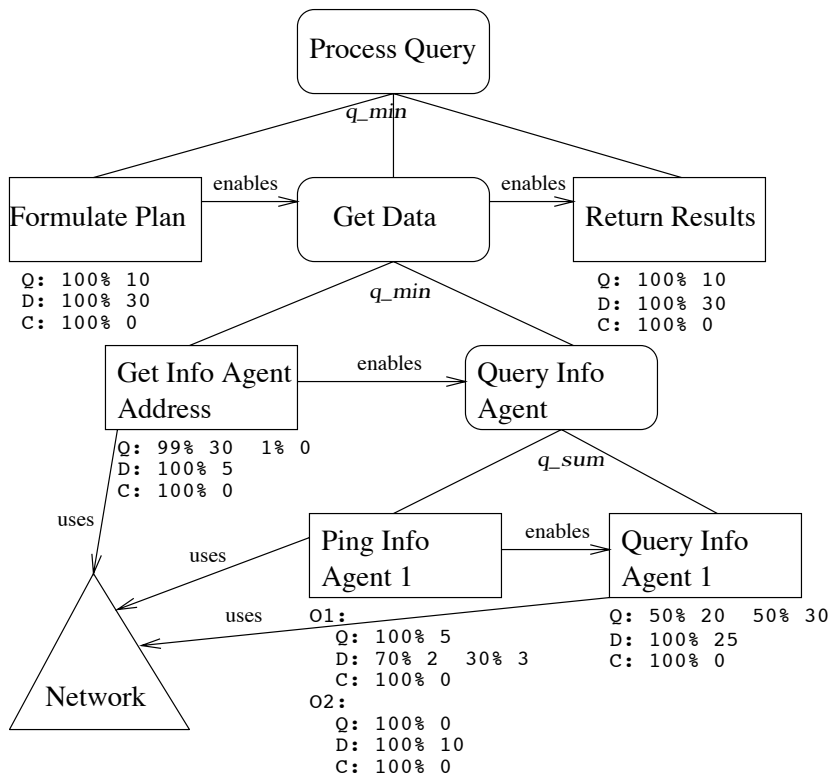 Process Query
q_min
enables
enables
Formulate Plan
Get Data
Return Results
Q: 100% 10
D: 100% 30
C: 100% 0
Q: 100% 10
D: 100% 30
C: 100% 0
q_min
Get Info Agent
Address
enables
Query Info
Agent
Q: 99% 30 1% 0
D: 100% 5
C: 100% 0
q_sum
uses
uses
Ping Info
Agent 1
enables
Query Info
Agent 1
uses
O1:
Q: 100% 5
D: 70% 2 30% 3
C: 100% 0
O2:
Q: 100% 0
D: 100% 10
C: 100% 0
Q: 50% 20 50% 30
D: 100% 25
C: 100% 0
Network